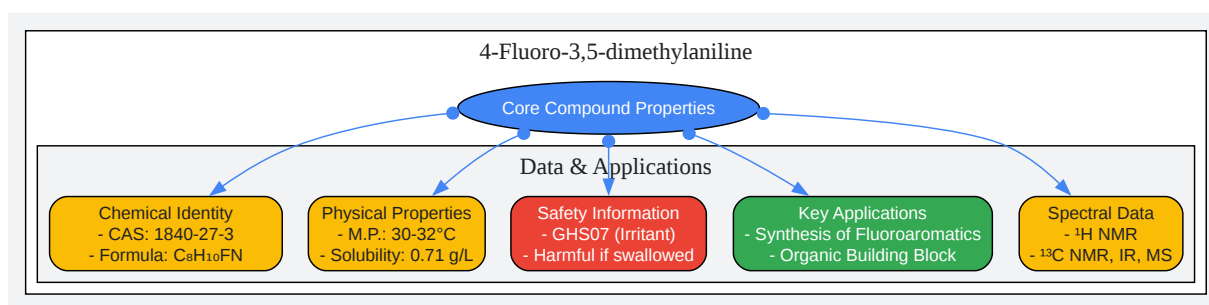 4-Fluoro-3,5-dimethylaniline
Core Compound Properties
Data & Applications
Chemical Identity
- CAS: 1840-27-3
- Formula: C₈H₁₀FN
Physical Properties
- M.P.: 30-32°C
- Solubility: 0.71 g/L
Safety Information
- GHS07 (Irritant)
- Harmful if swallowed
Key Applications
- Synthesis of Fluoroaromatics
- Organic Building Block
Spectral Data
- ¹H NMR
- ¹³C NMR, IR, MS